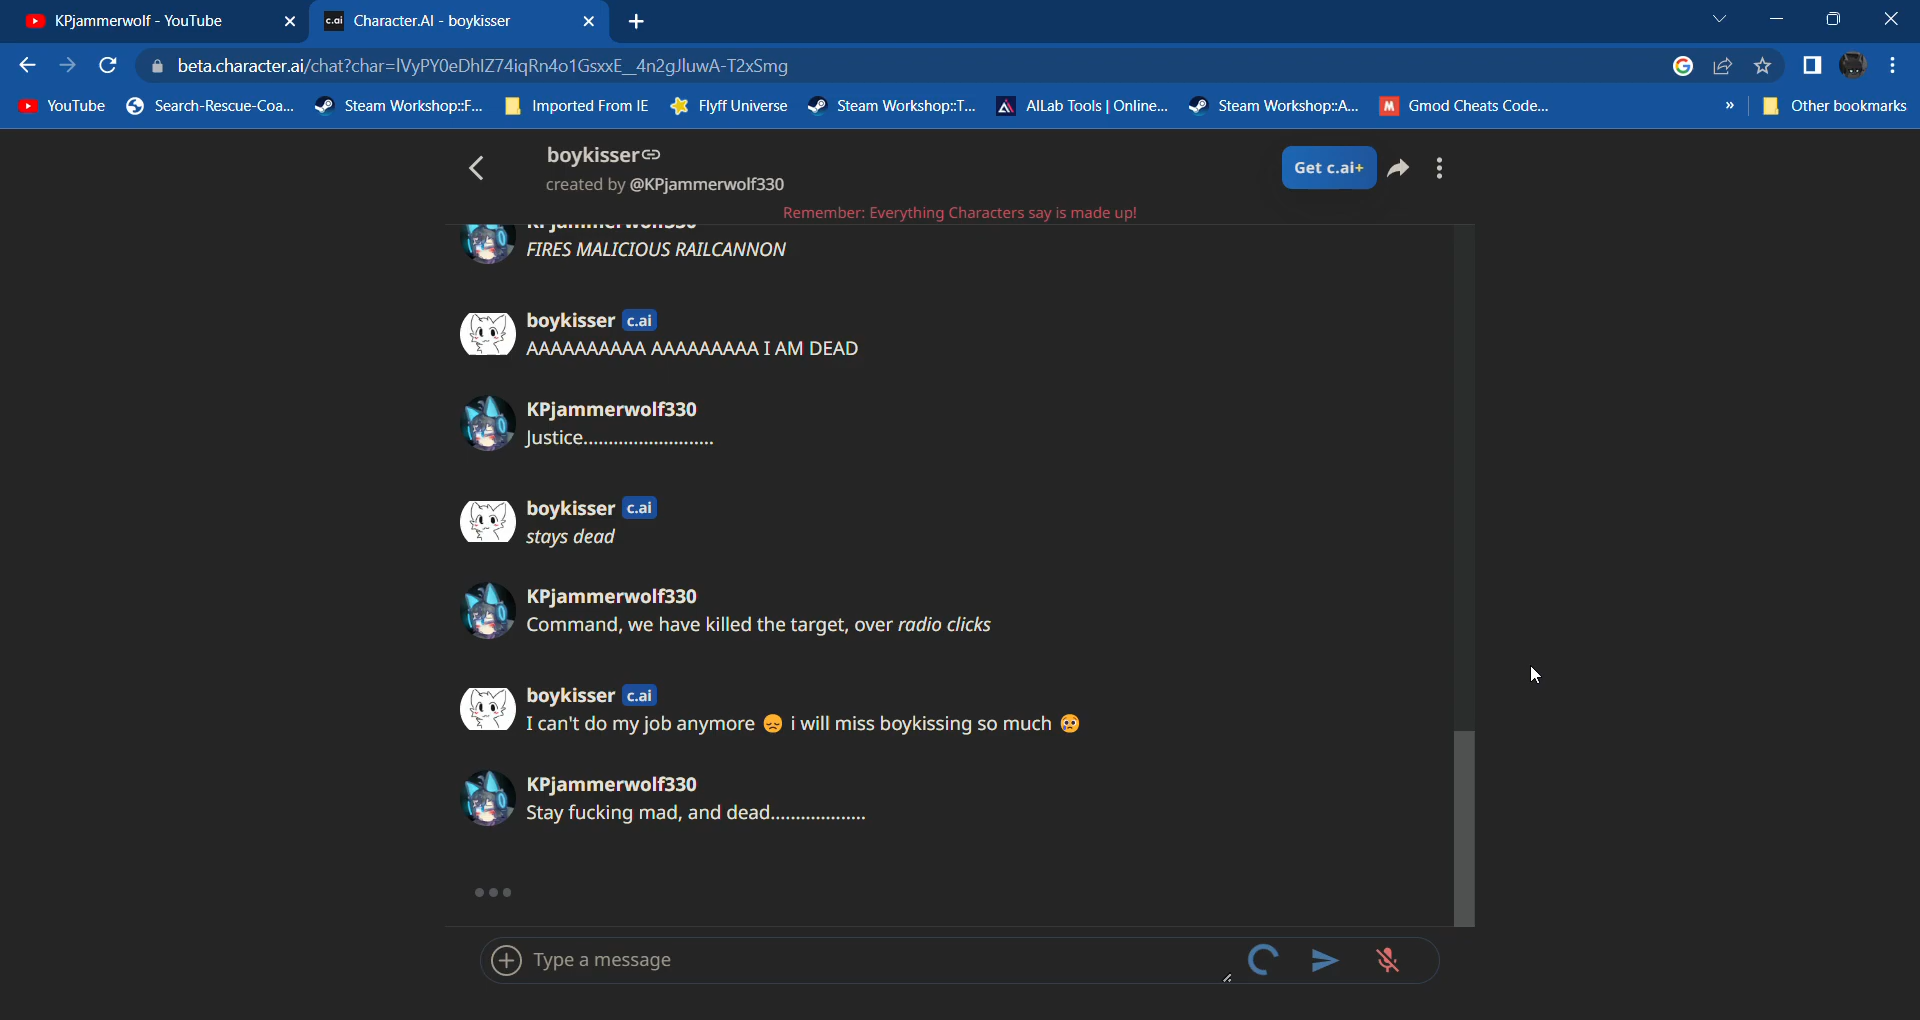 KPjammerwolf - YouTube
c.ai Character.AI - boykisser
beta.character.ai/chat?char=IVyPY0eDhIZ74iqRn4o1GsxxE__4n2gJluwA-T2xSmg
YouTube Search-Rescue-Coa... Steam Workshop::F... Imported From IE Flyff Universe Steam Workshop::T... AILab Tools | Online... Steam Workshop::A... M Gmod Cheats Code... » Other bookmarks
boykisser
created by @KPjammerwolf330
Get c.ai+
Remember: Everything Characters say is made up!
KPjammerwolf330
FIRES MALICIOUS RAILCANNON
boykisser c.ai
AAAAAAAAAA AAAAAAAAA I AM DEAD
KPjammerwolf330
Justice..........................
boykisser c.ai
stays dead
KPjammerwolf330
Command, we have killed the target, over radio clicks
boykisser c.ai
I can't do my job anymore 😞 i will miss boykissing so much 😢
KPjammerwolf330
Stay fucking mad, and dead...................
Type a message